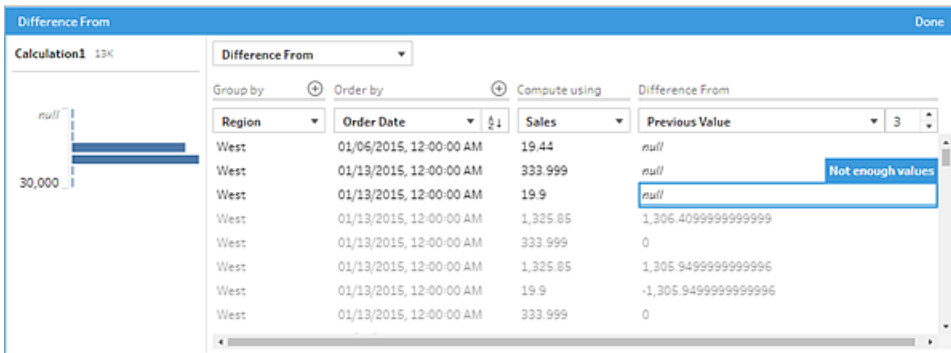 Difference From Done
Calculation1 13K
Difference From
Group by Order by Compute using Difference From
Region Order Date Sales Previous Value 3
null
30,000
West 01/06/2015, 12:00:00 AM 19.44 null
West 01/13/2015, 12:00:00 AM 333.999 null Not enough values
West 01/13/2015, 12:00:00 AM 19.9 null
West 01/13/2015, 12:00:00 AM 1,325.85 1,306.4099999999999
West 01/13/2015, 12:00:00 AM 333.999 0
West 01/13/2015, 12:00:00 AM 1,325.85 1,305.9499999999996
West 01/13/2015, 12:00:00 AM 19.9 -1,305.9499999999996
West 01/13/2015, 12:00:00 AM 333.999 0